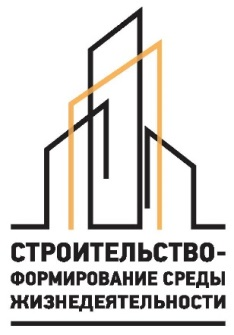 СТРОИТЕЛЬСТВО-
ФОРМИРОВАНИЕ СРЕДЫ
ЖИЗНЕДЕЯТЕЛЬНОСТИ